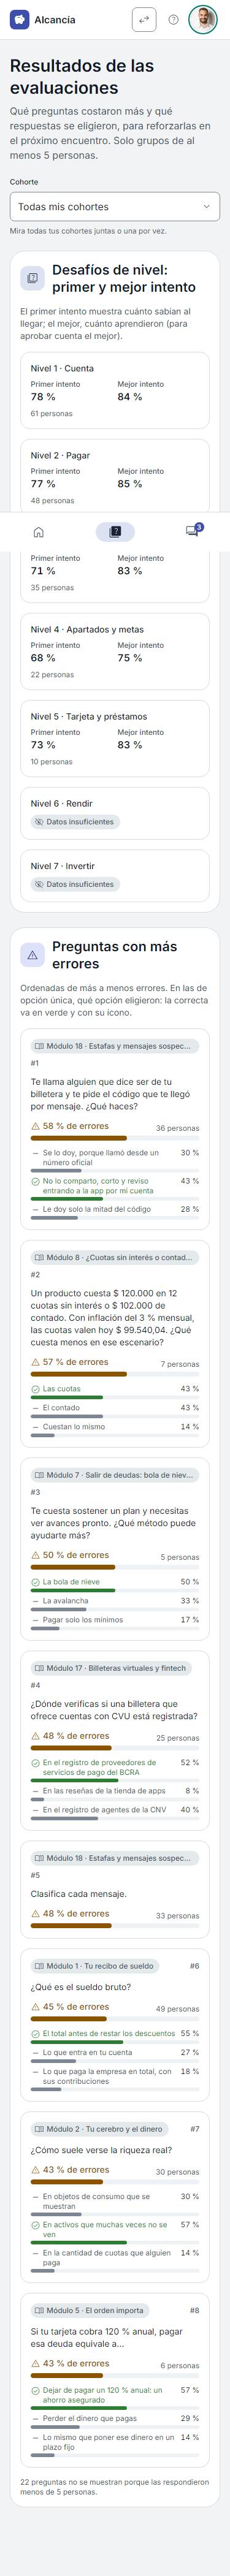 Alcancía
Resultados de las
evaluaciones
Qué preguntas costaron más y qué
respuestas se eligieron, para reforzarlas en
el próximo encuentro. Solo grupos de al
menos 5 personas.
Cohorte
Todas mis cohortes
Mira todas tus cohortes juntas o una por vez.
Desafíos de nivel:
primer y mejor intento
El primer intento muestra cuánto sabían al
llegar; el mejor, cuánto aprendieron (para
aprobar cuenta el mejor).
Nivel 1 · Cuenta
Primer intento Mejor intento
78 % 84 %
61 personas
Nivel 2 · Pagar
Primer intento Mejor intento
77 % 85 %
48 personas
3
Primer intento Mejor intento
71 % 83 %
35 personas
Nivel 4 · Apartados y metas
Primer intento Mejor intento
68 % 75 %
22 personas
Nivel 5 · Tarjeta y préstamos
Primer intento Mejor intento
73 % 83 %
10 personas
Nivel 6 · Rendir
Datos insuficientes
Nivel 7 · Invertir
Datos insuficientes
Preguntas con más
errores
Ordenadas de más a menos errores. En las de
opción única, qué opción eligieron: la correcta
va en verde y con su icono.
Módulo 18 · Estafas y mensajes sospec...
#1
Te llama alguien que dice ser de tu
billetera y te pide el código que te llegó
por mensaje. ¿Qué haces?
58 % de errores 36 personas
Se lo doy, porque llamó desde un 30 %
número oficial
No lo comparto, corto y reviso 43 %
entrando a la app por mi cuenta
Le doy solo la mitad del código 28 %
Módulo 8 · ¿Cuotas sin interés o contad...
#2
Un producto cuesta $ 120.000 en 12
cuotas sin interés o $ 102.000 de
contado. Con inflación del 3 % mensual,
las cuotas valen hoy $ 99.540,04. ¿Qué
cuesta menos en ese escenario?
57 % de errores 7 personas
Las cuotas 43 %
El contado 43 %
Cuestan lo mismo 14 %
Módulo 7 · Salir de deudas: bola de niev...
#3
Te cuesta sostener un plan y necesitas
ver avances pronto. ¿Qué método puede
ayudarte más?
50 % de errores 5 personas
La bola de nieve 50 %
La avalancha 33 %
Pagar solo los mínimos 17 %
Módulo 17 · Billeteras virtuales y fintech
#4
¿Dónde verificas si una billetera que
ofrece cuentas con CVU está registrada?
48 % de errores 25 personas
En el registro de proveedores de 52 %
servicios de pago del BCRA
En las reseñas de la tienda de apps 8 %
En el registro de agentes de la CNV 40 %
Módulo 18 · Estafas y mensajes sospec...
#5
Clasifica cada mensaje.
48 % de errores 33 personas
Módulo 1 · Tu recibo de sueldo #6
¿Qué es el sueldo bruto?
45 % de errores 49 personas
El total antes de restar los descuentos 55 %
Lo que entra en tu cuenta 27 %
Lo que paga la empresa en total, con 18 %
sus contribuciones
Módulo 2 · Tu cerebro y el dinero #7
¿Cómo suele verse la riqueza real?
43 % de errores 30 personas
En objetos de consumo que se 30 %
muestran
En activos que muchas veces no se 57 %
ven
En la cantidad de cuotas que alguien 14 %
paga
Módulo 5 · El orden importa #8
Si tu tarjeta cobra 120 % anual, pagar
esa deuda equivale a...
43 % de errores 6 personas
Dejar de pagar un 120 % anual: un 57 %
ahorro asegurado
Perder el dinero que pagas 29 %
Lo mismo que poner ese dinero en un 14 %
plazo fijo
22 preguntas no se muestran porque las respondieron
menos de 5 personas.